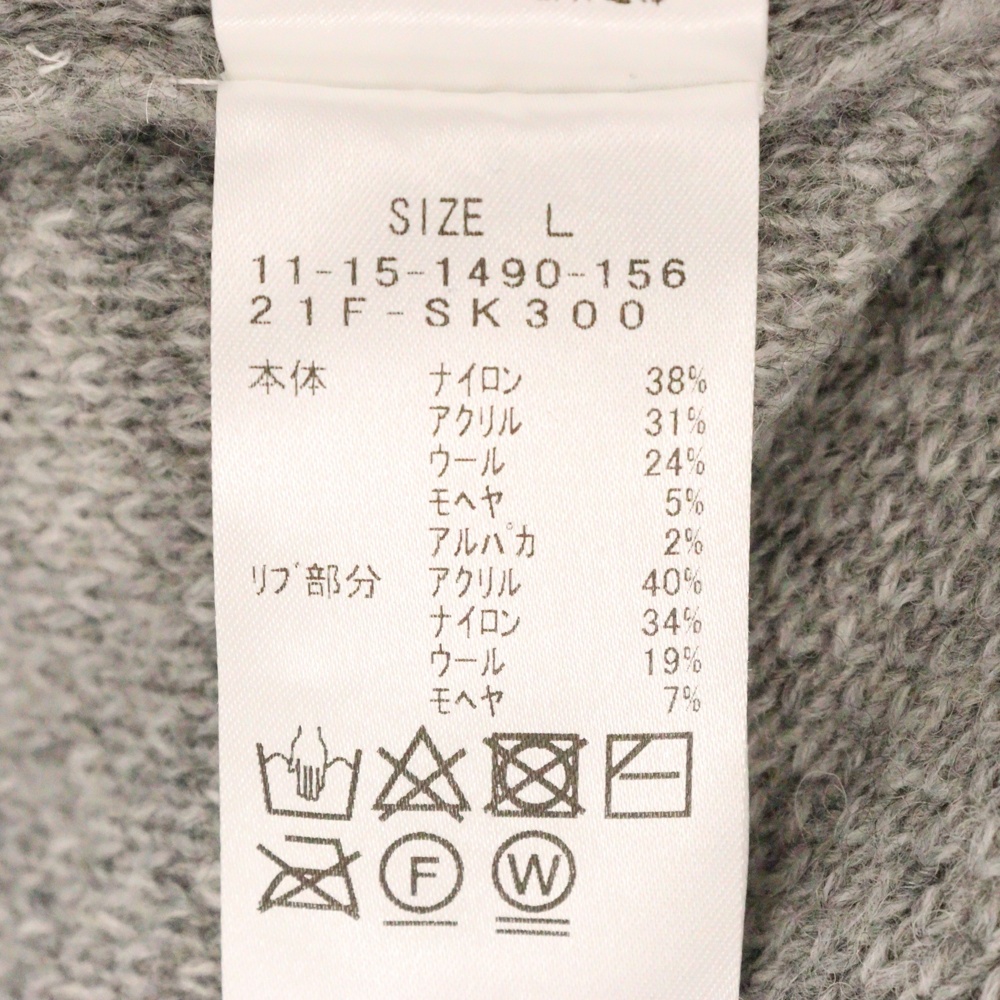 SIZE L
11-15-1490-156
21F-SK300
本体 ナイロン 38%
アクリル 31%
ウール 24%
モヘヤ 5%
アルパカ 2%
リブ部分 アクリル 40%
ナイロン 34%
ウール 19%
モヘヤ 7%
F W